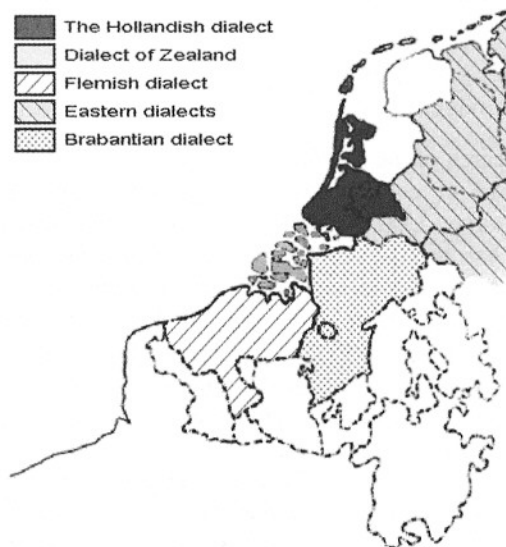 The Hollandish dialect
Dialect of Zealand
Flemish dialect
Eastern dialects
Brabantian dialect